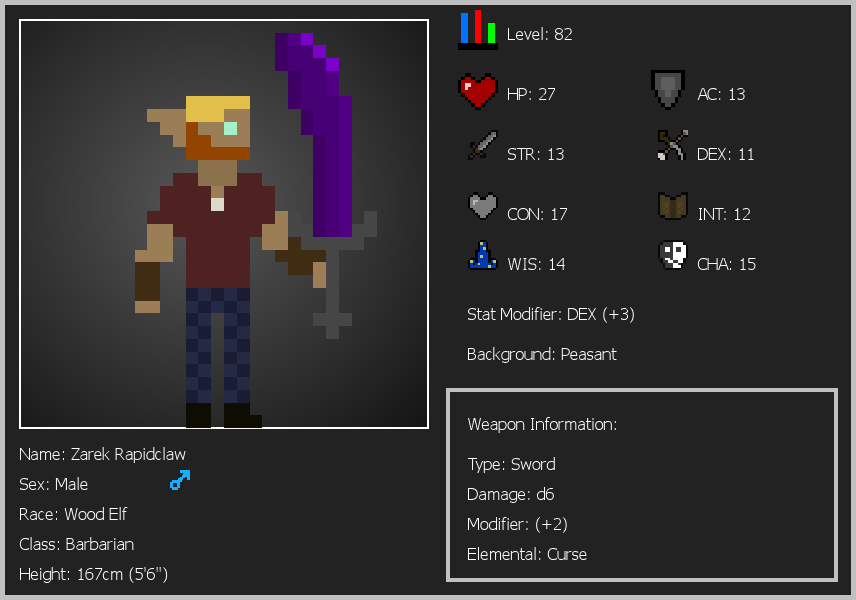 Level: 82
HP: 27
AC: 13
STR: 13
DEX: 11
CON: 17
INT: 12
WIS: 14
CHA: 15
Stat Modifier: DEX (+3)
Background: Peasant
Weapon Information:
Type: Sword
Damage: d6
Modifier: (+2)
Elemental: Curse
Name: Zarek Rapidclaw
Sex: Male
Race: Wood Elf
Class: Barbarian
Height: 167cm (5'6")